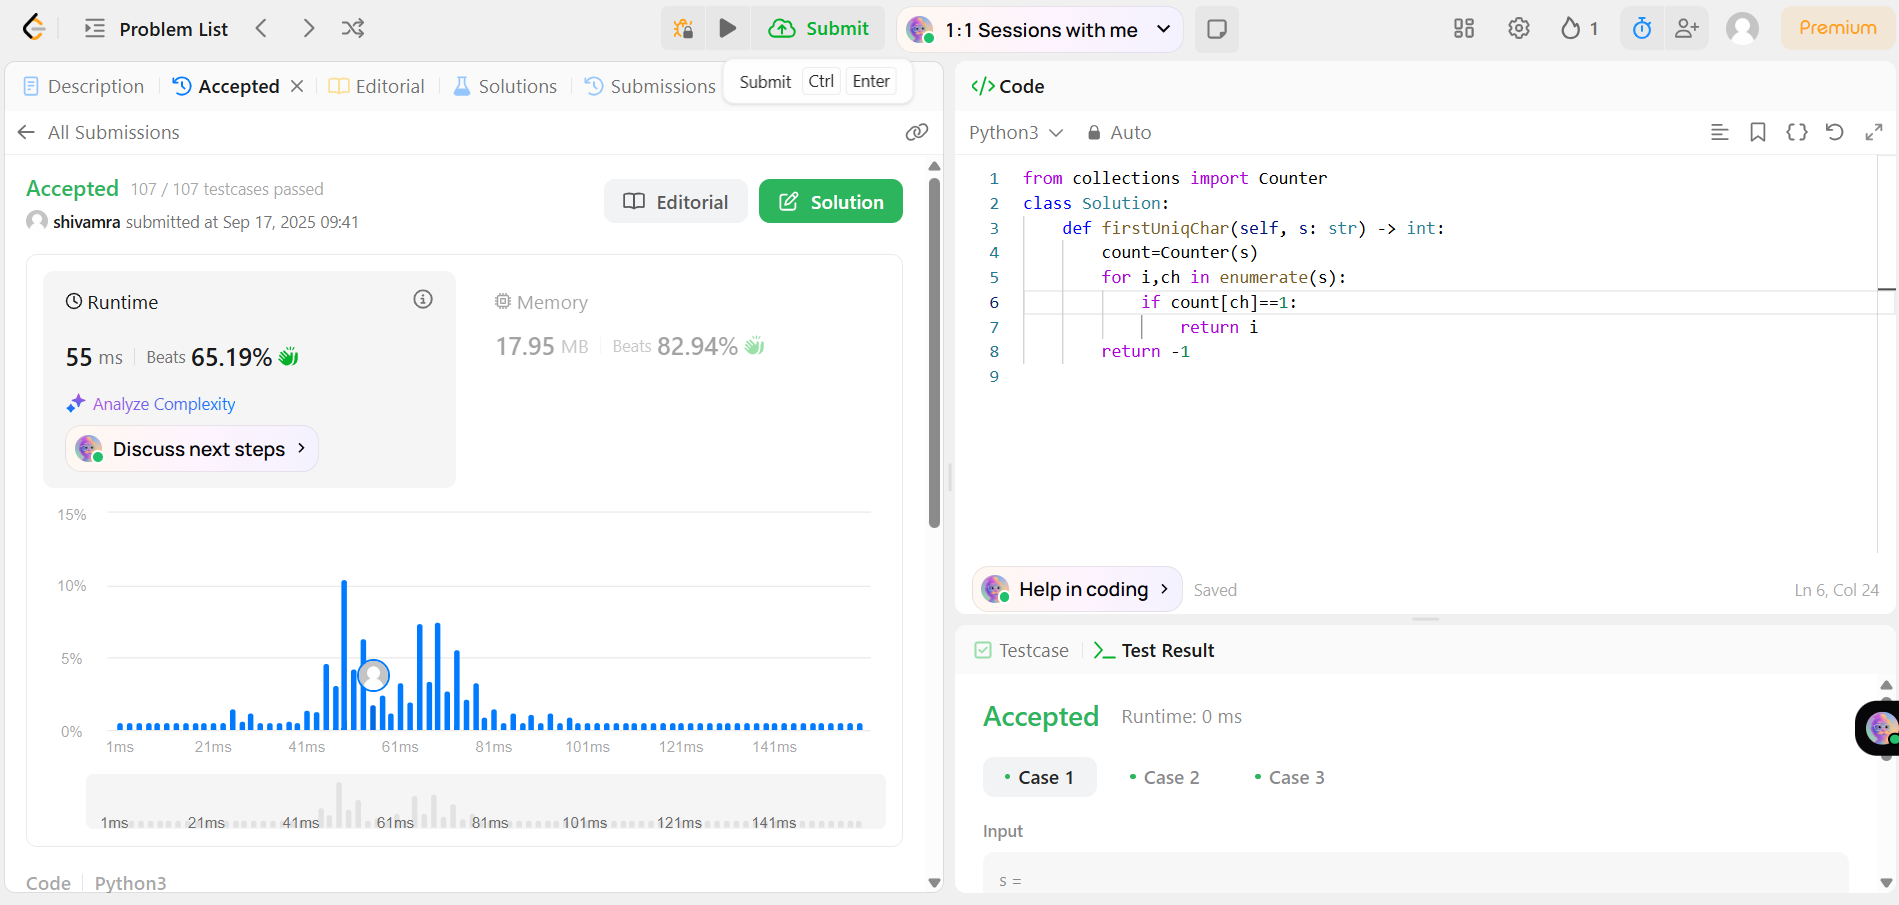 Problem List
Submit
1:1 Sessions with me
1
Premium
Description
Accepted
Editorial
Solutions
Submissions
Submit Ctrl Enter
All Submissions
Accepted 107 / 107 testcases passed
shivamra submitted at Sep 17, 2025 09:41
Editorial
Solution
Runtime
55 ms Beats 65.19%
Analyze Complexity
Discuss next steps
Memory
17.95 MB Beats 82.94%
15%
10%
5%
0%
1ms 21ms 41ms 61ms 81ms 101ms 121ms 141ms
1ms 21ms 41ms 61ms 81ms 101ms 121ms 141ms
Code Python3
</> Code
Python3 Auto
1 from collections import Counter
2 class Solution:
3 def firstUniqChar(self, s: str) -> int:
4 count=Counter(s)
5 for i,ch in enumerate(s):
6 if count[ch]==1:
7 return i
8 return -1
9
Help in coding
Saved
Ln 6, Col 24
Testcase
Test Result
Accepted Runtime: 0 ms
Case 1
Case 2
Case 3
Input
s =